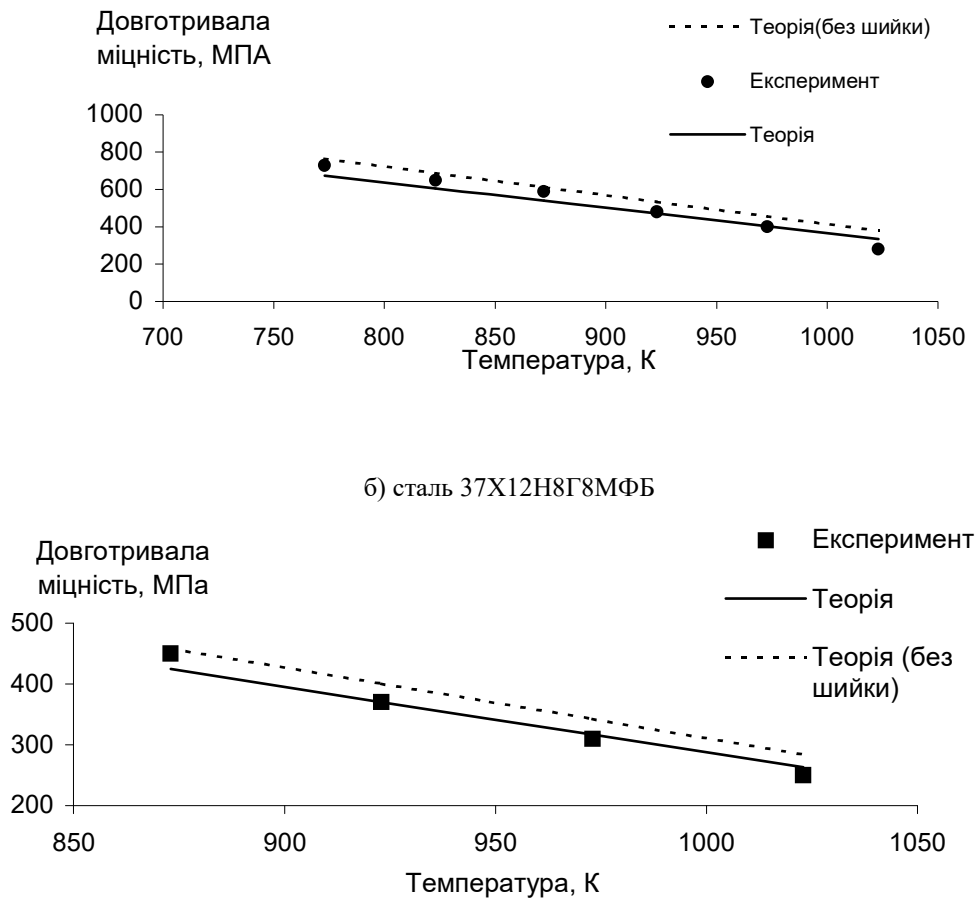 Довготривала
міцність, МПА
Теорія(без шийки)
Експеримент
Теорія
1000
800
600
400
200
0
700 750 800 850 900 950 1000 1050
Температура, К
б) сталь 37Х12Н8Г8МФБ
Довготривала
міцність, МПа
Експеримент
Теорія
Теорія (без
шийки)
500
400
300
200
850 900 950 1000 1050
Температура, К